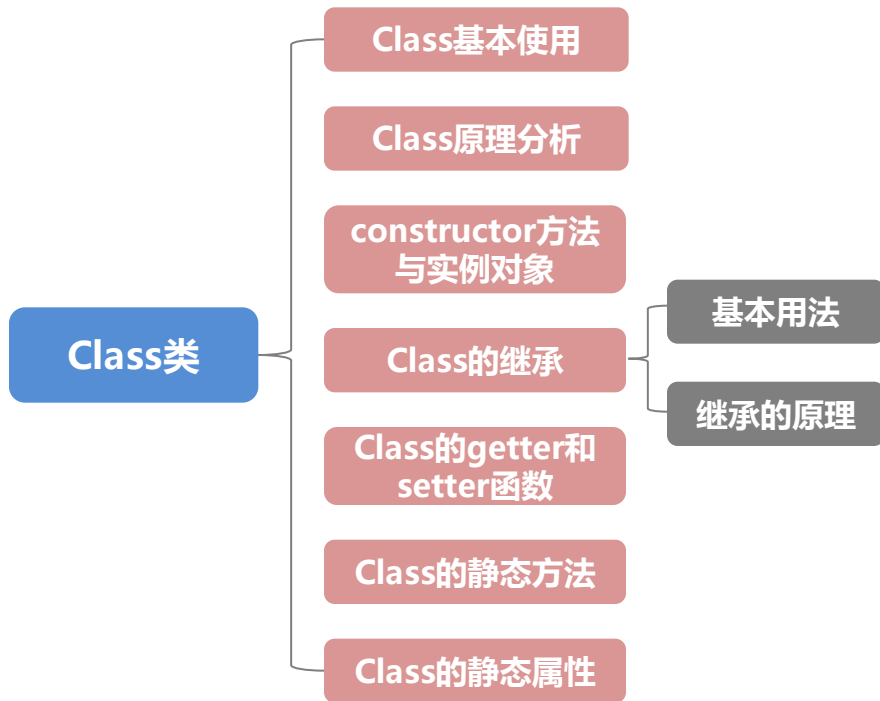 Class类
Class基本使用
Class原理分析
constructor方法
与实例对象
Class的继承
基本用法
继承的原理
Class的getter和
setter函数
Class的静态方法
Class的静态属性